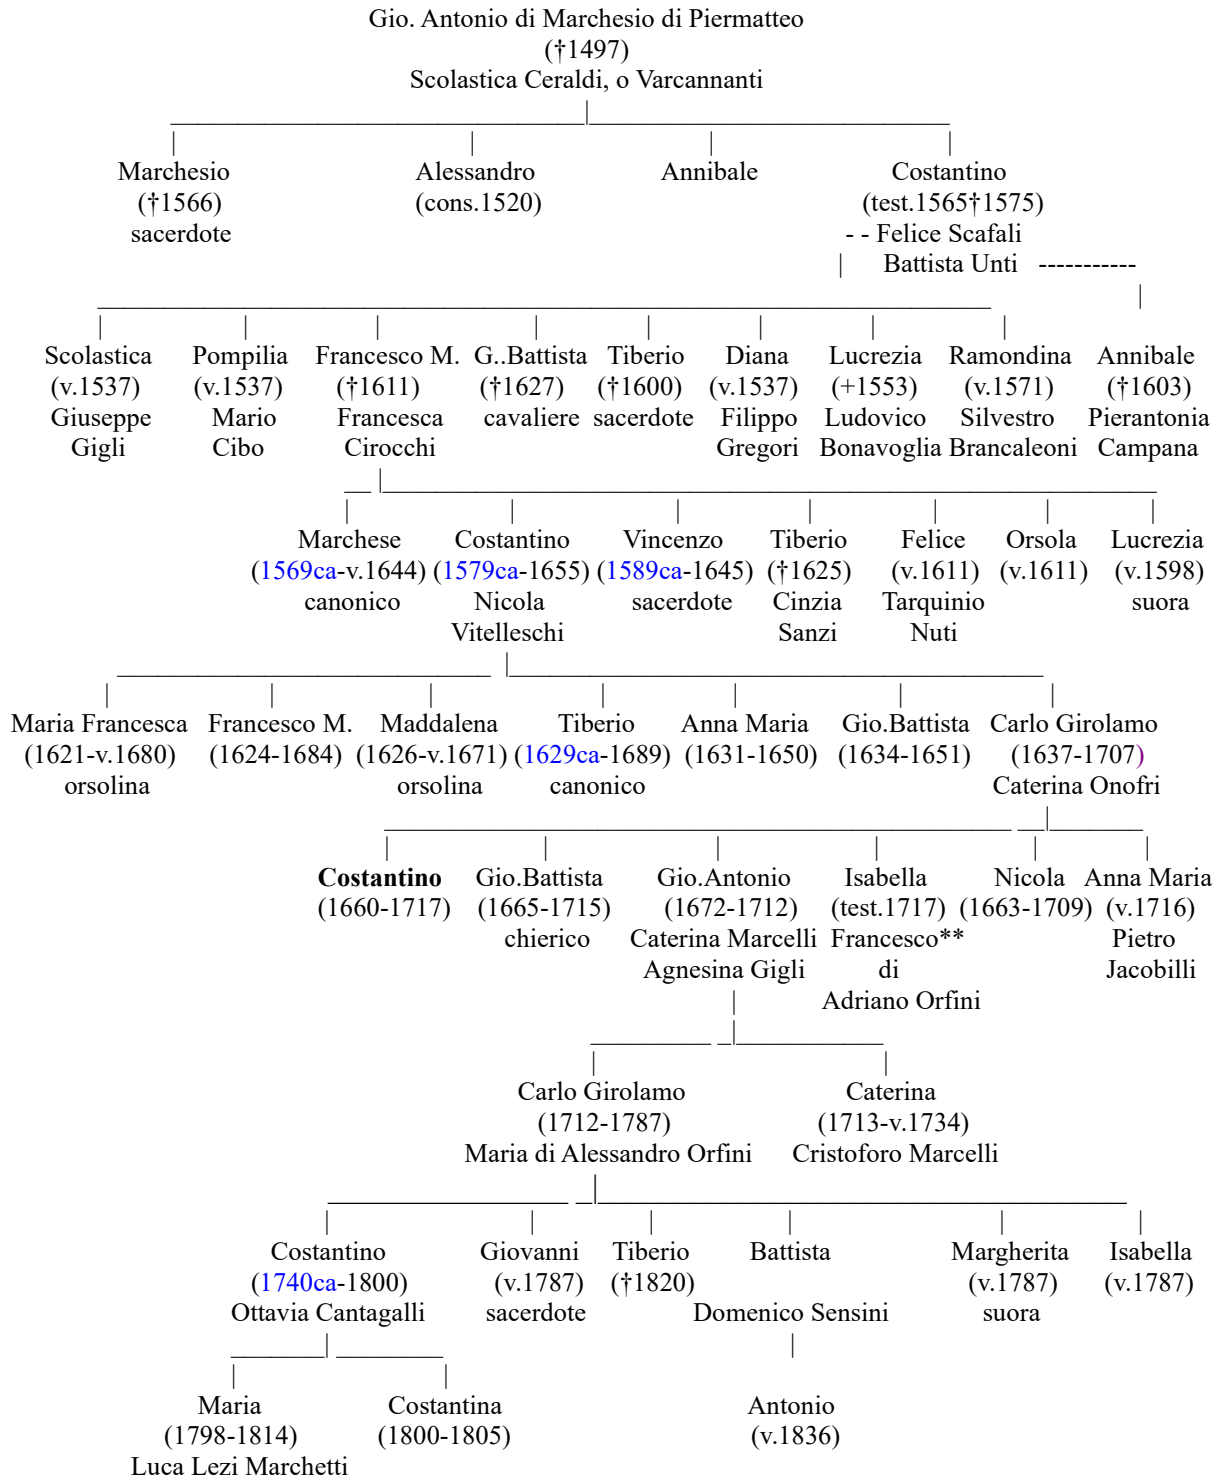 Gio. Antonio di Marchesio di Piermatteo
(†1497)
Scolastica Ceraldi, o Varcannanti
Marchesio Alessandro Annibale Costantino
(†1566) (cons.1520) (test.1565†1575)
sacerdote - - Felice Scafali
| Battista Unti -----------
Scolastica Pompilia Francesco M. G..Battista Tiberio Diana Lucrezia Ramondina Annibale
(v.1537) (v.1537) (†1611) (†1627) (†1600) (v.1537) (+1553) (v.1571) (†1603)
Giuseppe Mario Francesca cavaliere sacerdote Filippo Ludovico Silvestro Pierantonia
Gigli Cibo Cirocchi Gregori Bonavoglia Brancaleoni Campana
Marchese Costantino Vincenzo Tiberio Felice Orsola Lucrezia
(1569ca-v.1644) (1579ca-1655) (1589ca-1645) (†1625) (v.1611) (v.1611) (v.1598)
canonico Nicola sacerdote Cinzia Tarquinio suora
Vitelleschi Sanzi Nuti
Maria Francesca Francesco M. Maddalena Tiberio Anna Maria Gio.Battista Carlo Girolamo
(1621-v.1680) (1624-1684) (1626-v.1671) (1629ca-1689) (1631-1650) (1634-1651) (1637-1707)
orsolina orsolina canonico Caterina Onofri
Costantino Gio.Battista Gio.Antonio Isabella Nicola Anna Maria
(1660-1717) (1665-1715) (1672-1712) (test.1717) (1663-1709) (v.1716)
chierico Caterina Marcelli Francesco** Pietro
Agnesina Gigli di Jacobilli
Adriano Orfini
Carlo Girolamo Caterina
(1712-1787) (1713-v.1734)
Maria di Alessandro Orfini Cristoforo Marcelli
Costantino Giovanni Tiberio Battista Margherita Isabella
(1740ca-1800) (v.1787) (†1820) (v.1787) (v.1787)
Ottavia Cantagalli sacerdote Domenico Sensini suora
Maria Costantina Antonio
(1798-1814) (1800-1805) (v.1836)
Luca Lezi Marchetti